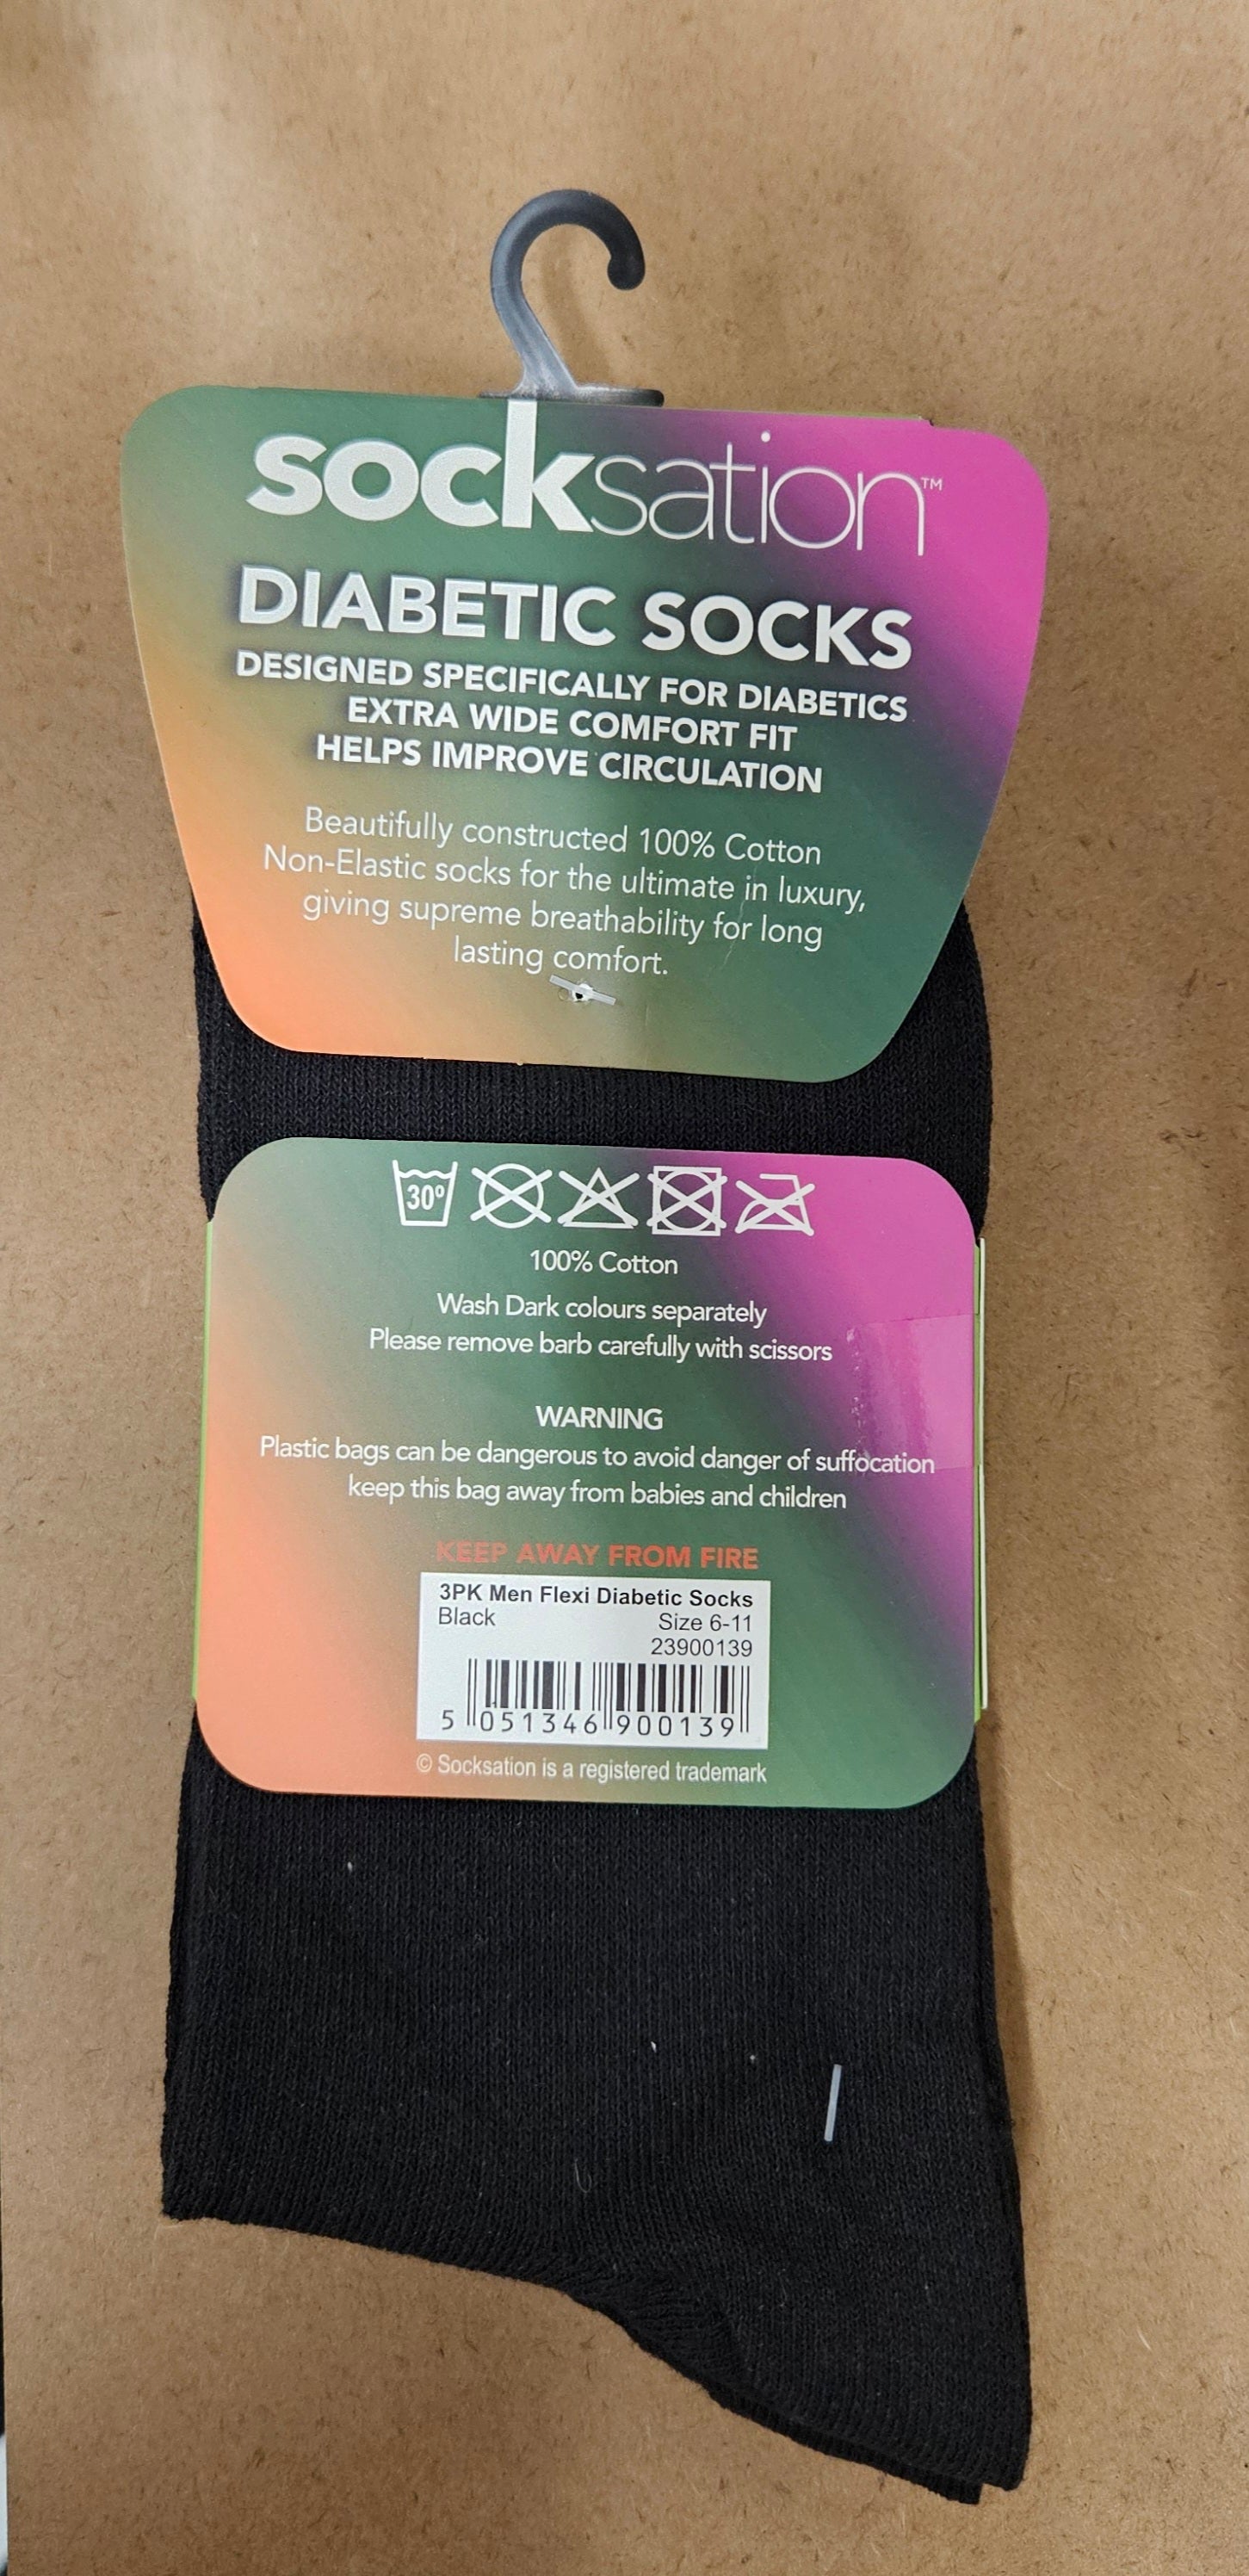 socksation™
DIABETIC SOCKS
DESIGNED SPECIFICALLY FOR DIABETICS
EXTRA WIDE COMFORT FIT
HELPS IMPROVE CIRCULATION
Beautifully constructed 100% Cotton
Non-Elastic socks for the ultimate in luxury,
giving supreme breathability for long
lasting comfort.
30°
100% Cotton
Wash Dark colours separately
Please remove barb carefully with scissors
WARNING
Plastic bags can be dangerous to avoid danger of suffocation
keep this bag away from babies and children
KEEP AWAY FROM FIRE
3PK Men Flexi Diabetic Socks
Black Size 6-11
23900139
5 051346 900139
© Socksation is a registered trademark